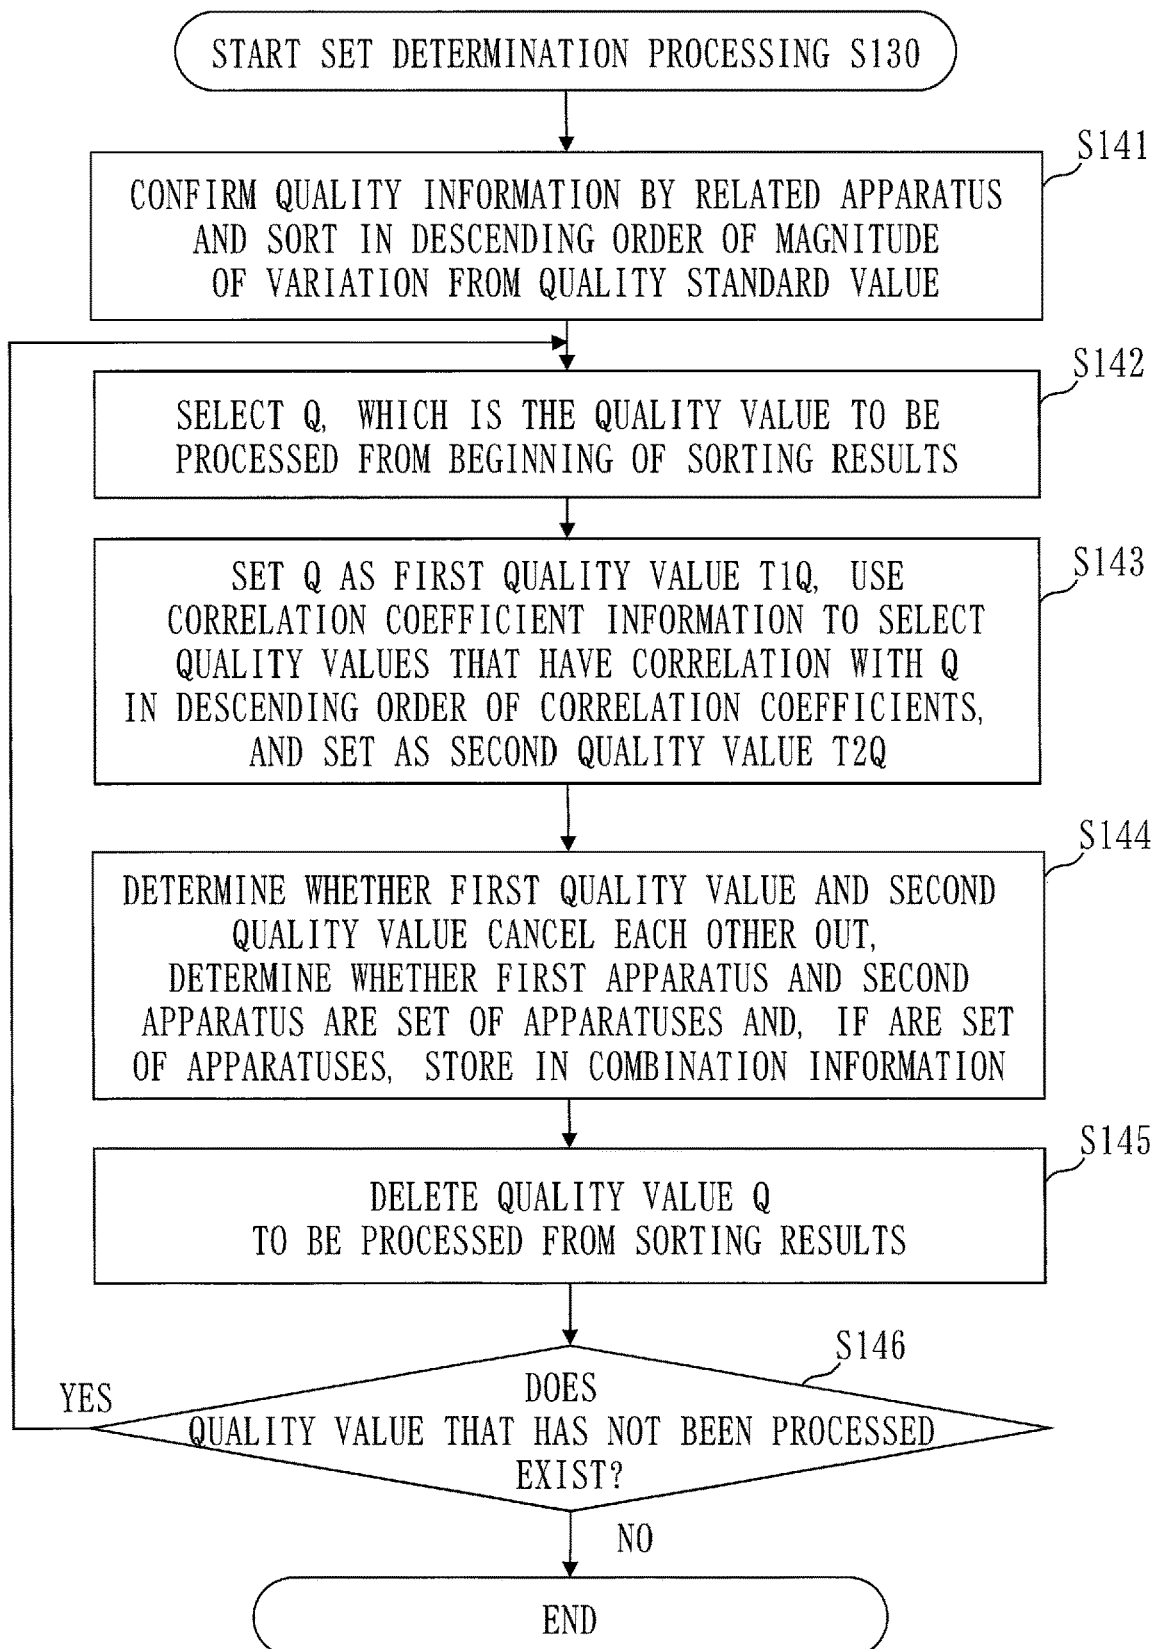 START SET DETERMINATION PROCESSING S130
S141
CONFIRM QUALITY INFORMATION BY RELATED APPARATUS
AND SORT IN DESCENDING ORDER OF MAGNITUDE
OF VARIATION FROM QUALITY STANDARD VALUE
S142
SELECT Q, WHICH IS THE QUALITY VALUE TO BE
PROCESSED FROM BEGINNING OF SORTING RESULTS
S143
SET Q AS FIRST QUALITY VALUE T1Q, USE
CORRELATION COEFFICIENT INFORMATION TO SELECT
QUALITY VALUES THAT HAVE CORRELATION WITH Q
IN DESCENDING ORDER OF CORRELATION COEFFICIENTS,
AND SET AS SECOND QUALITY VALUE T2Q
S144
DETERMINE WHETHER FIRST QUALITY VALUE AND SECOND
QUALITY VALUE CANCEL EACH OTHER OUT,
DETERMINE WHETHER FIRST APPARATUS AND SECOND
APPARATUS ARE SET OF APPARATUSES AND, IF ARE SET
OF APPARATUSES, STORE IN COMBINATION INFORMATION
S145
DELETE QUALITY VALUE Q
TO BE PROCESSED FROM SORTING RESULTS
S146
YES
DOES
QUALITY VALUE THAT HAS NOT BEEN PROCESSED
EXIST?
NO
END